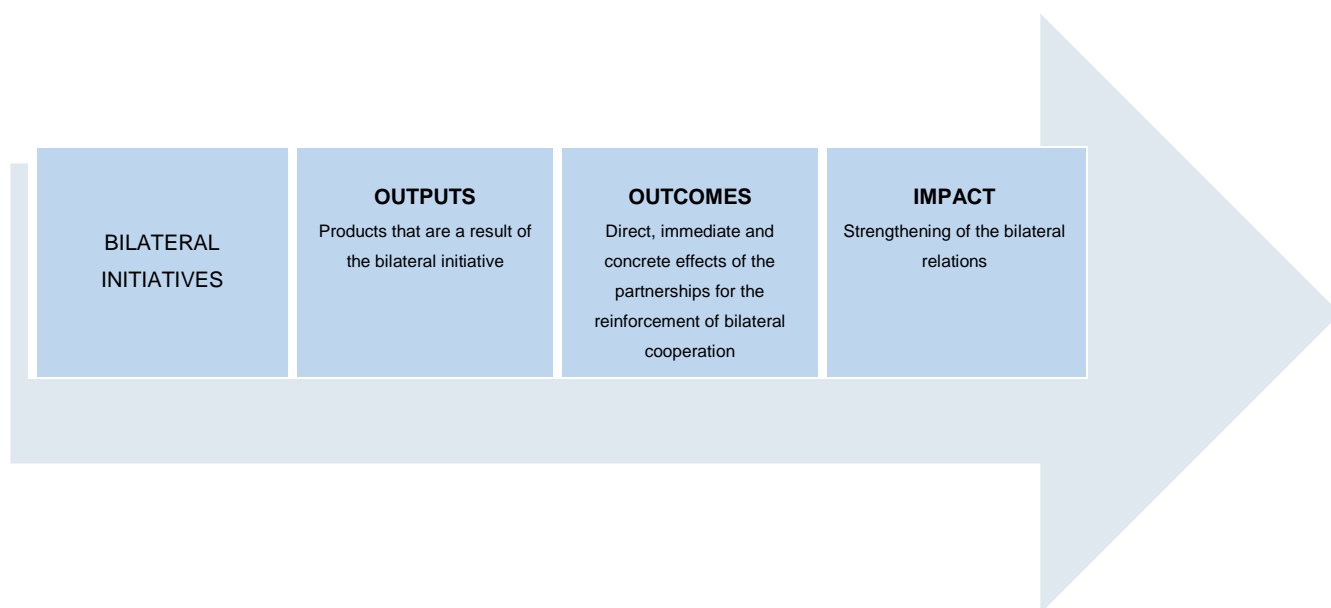 BILATERAL
INITIATIVES
OUTPUTS
Products that are a result of
the bilateral initiative
OUTCOMES
Direct, immediate and
concrete effects of the
partnerships for the
reinforcement of bilateral
cooperation
IMPACT
Strengthening of the bilateral
relations